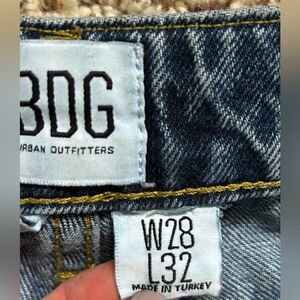 BDG
URBAN OUTFITTERS
W28
L32
MADE IN TURKEY